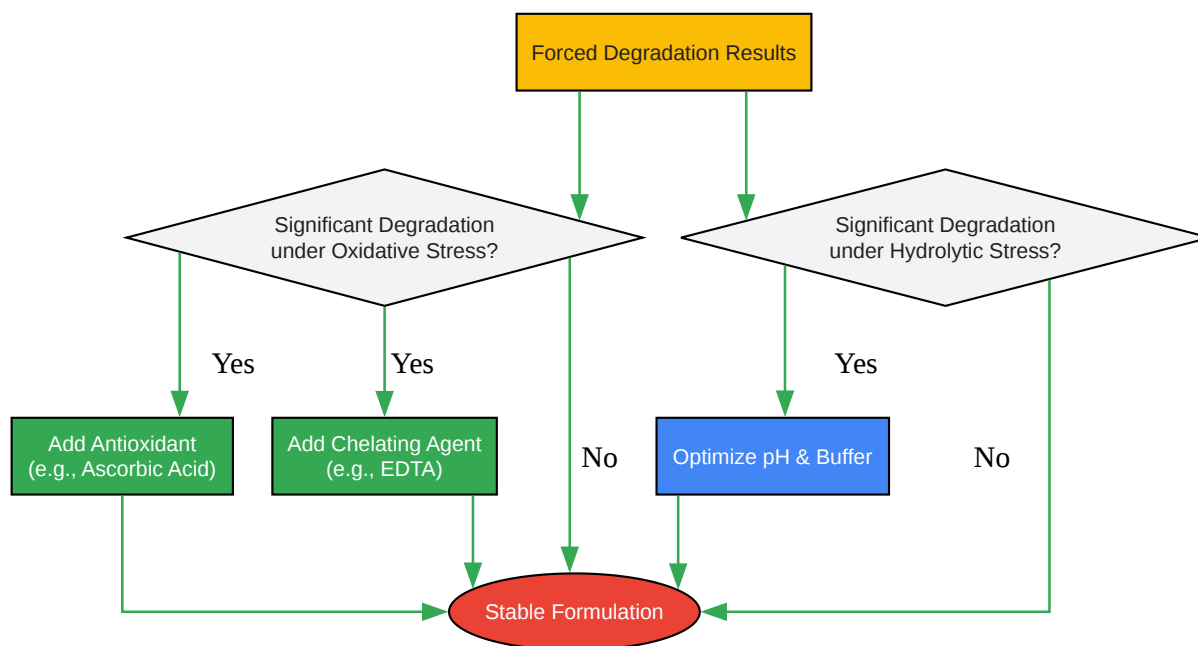 Forced Degradation Results
Significant Degradation
under Oxidative Stress?
Significant Degradation
under Hydrolytic Stress?
Yes
Yes
Yes
Add Antioxidant
(e.g., Ascorbic Acid)
Add Chelating Agent
(e.g., EDTA)
No
Optimize pH & Buffer
No
Stable Formulation